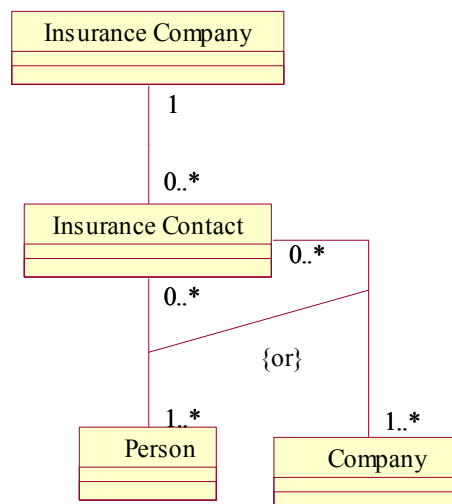 Insurance Company
1
0..*
Insurance Contact
0..*
0..*
{or}
1..*
1..*
Person
Company